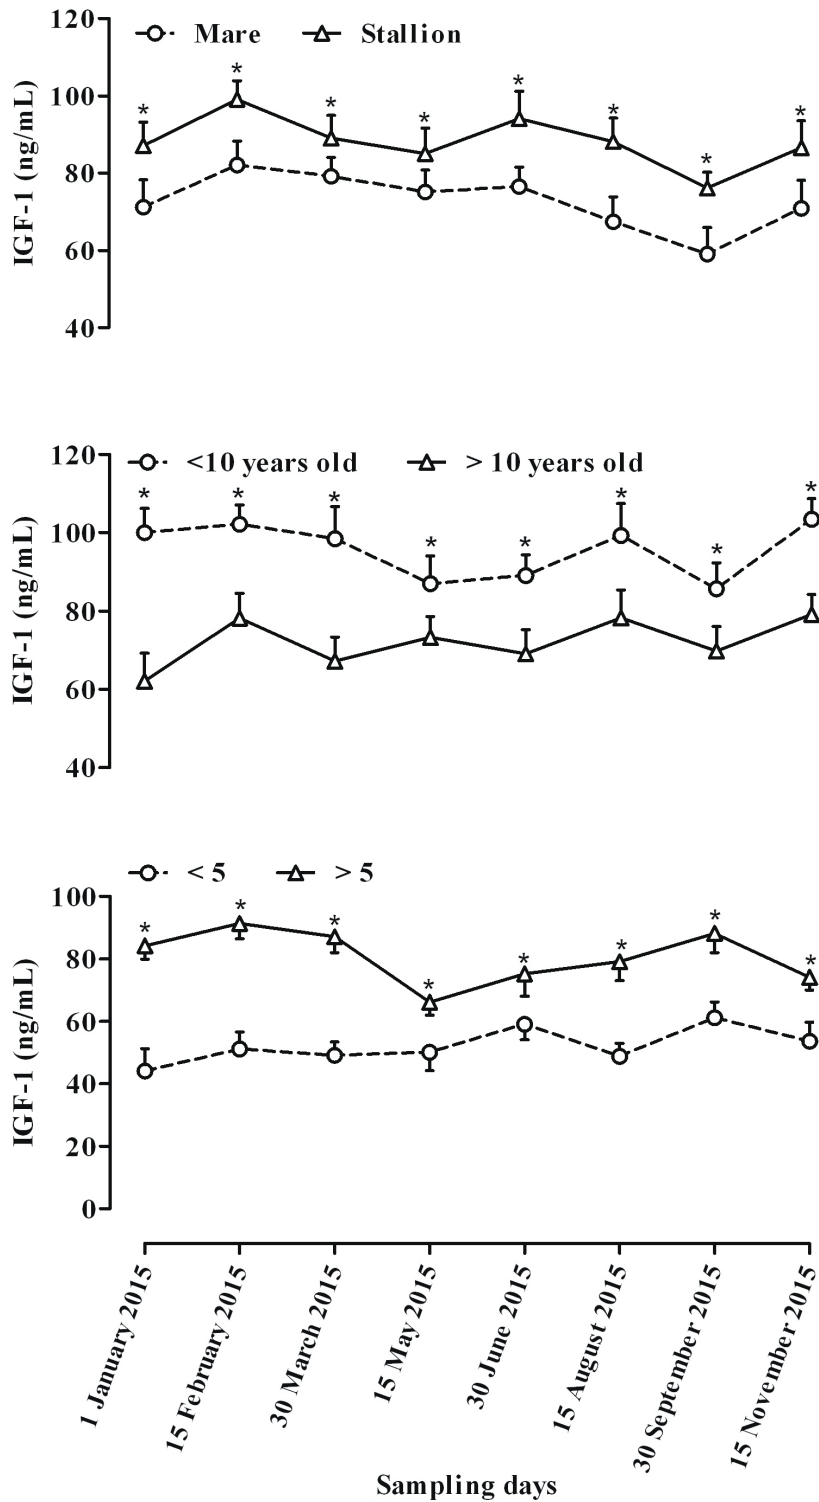 Mare Stallion
120
100
80
60
40
IGF-1 (ng/mL)
* * * * * * * *
<10 years old > 10 years old
120
100
80
60
40
IGF-1 (ng/mL)
* * * * * * * *
< 5 > 5
100
80
60
40
20
0
IGF-1 (ng/mL)
* * * * * * * *
1 January 2015
15 February 2015
30 March 2015
15 May 2015
30 June 2015
15 August 2015
30 September 2015
15 November 2015
Sampling days